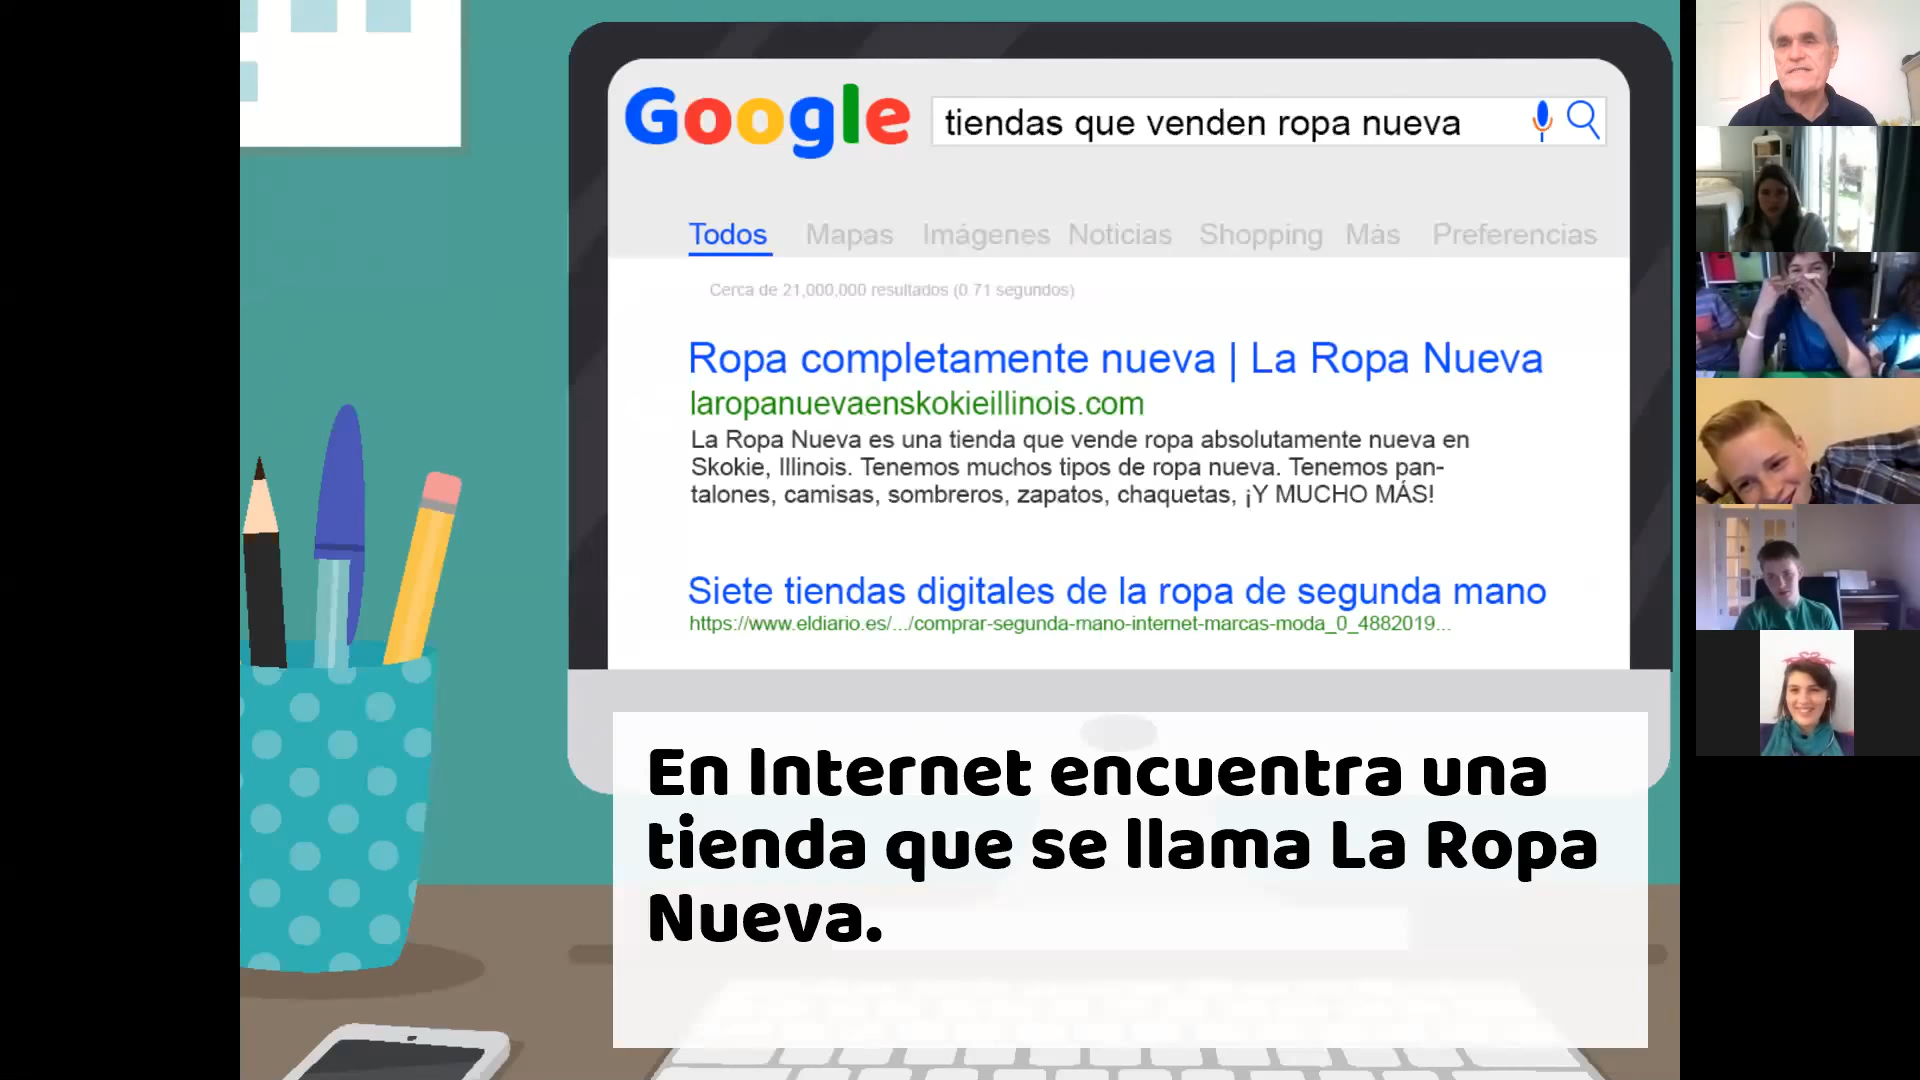 Google
tiendas que venden ropa nueva
Todos Mapas Imágenes Noticias Shopping Más Preferencias
Cerca de 21,000,000 resultados (0.71 segundos)
Ropa completamente nueva | La Ropa Nueva
laropanuevaenskokieillinois.com
La Ropa Nueva es una tienda que vende ropa absolutamente nueva en
Skokie, Illinois. Tenemos muchos tipos de ropa nueva. Tenemos pan-
talones, camisas, sombreros, zapatos, chaquetas, ¡Y MUCHO MÁS!
Siete tiendas digitales de la ropa de segunda mano
https://www.eldiario.es/.../comprar-segunda-mano-internet-marcas-moda_0_4882019...
En Internet encuentra una
tienda que se llama La Ropa
Nueva.